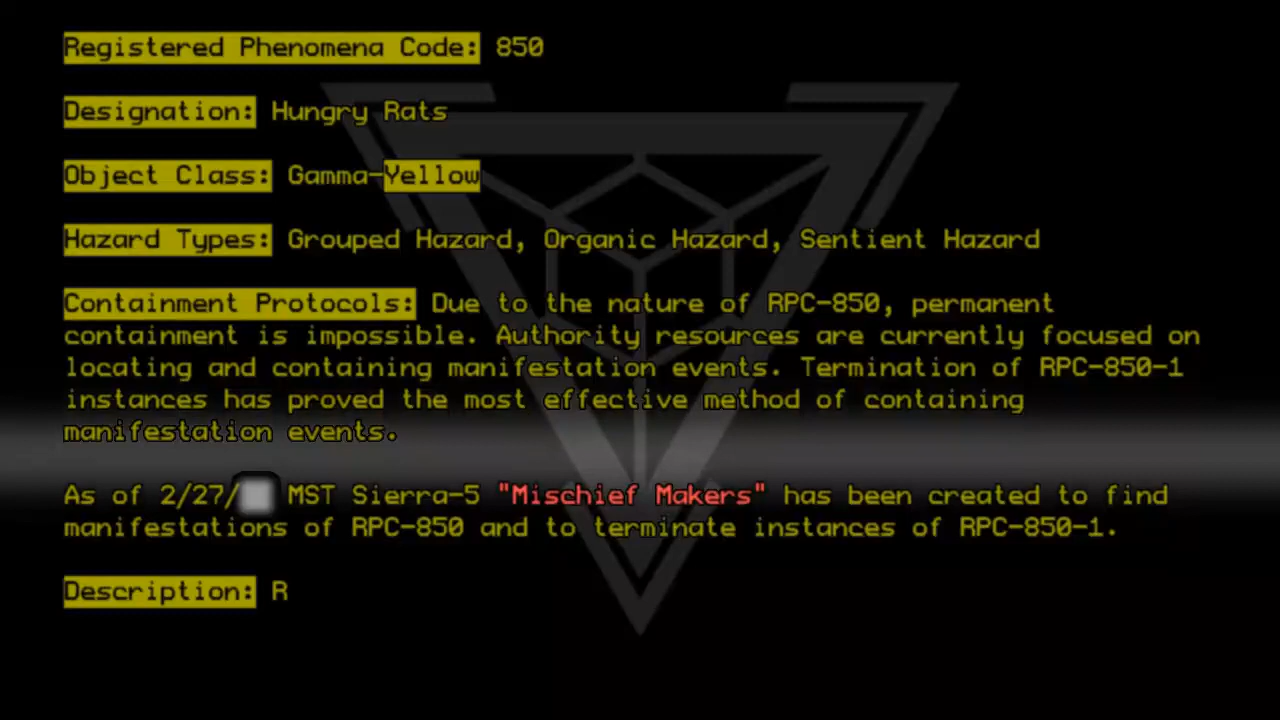 Registered Phenomena Code: 850
Designation: Hungry Rats
Object Class: Gamma-Yellow
Hazard Types: Grouped Hazard, Organic Hazard, Sentient Hazard
Containment Protocols: Due to the nature of RPC-850, permanent
containment is impossible. Authority resources are currently focused on
locating and containing manifestation events. Termination of RPC-850-1
instances has proved the most effective method of containing
manifestation events.
As of 2/27/ MST Sierra-5 "Mischief Makers" has been created to find
manifestations of RPC-850 and to terminate instances of RPC-850-1.
Description: R